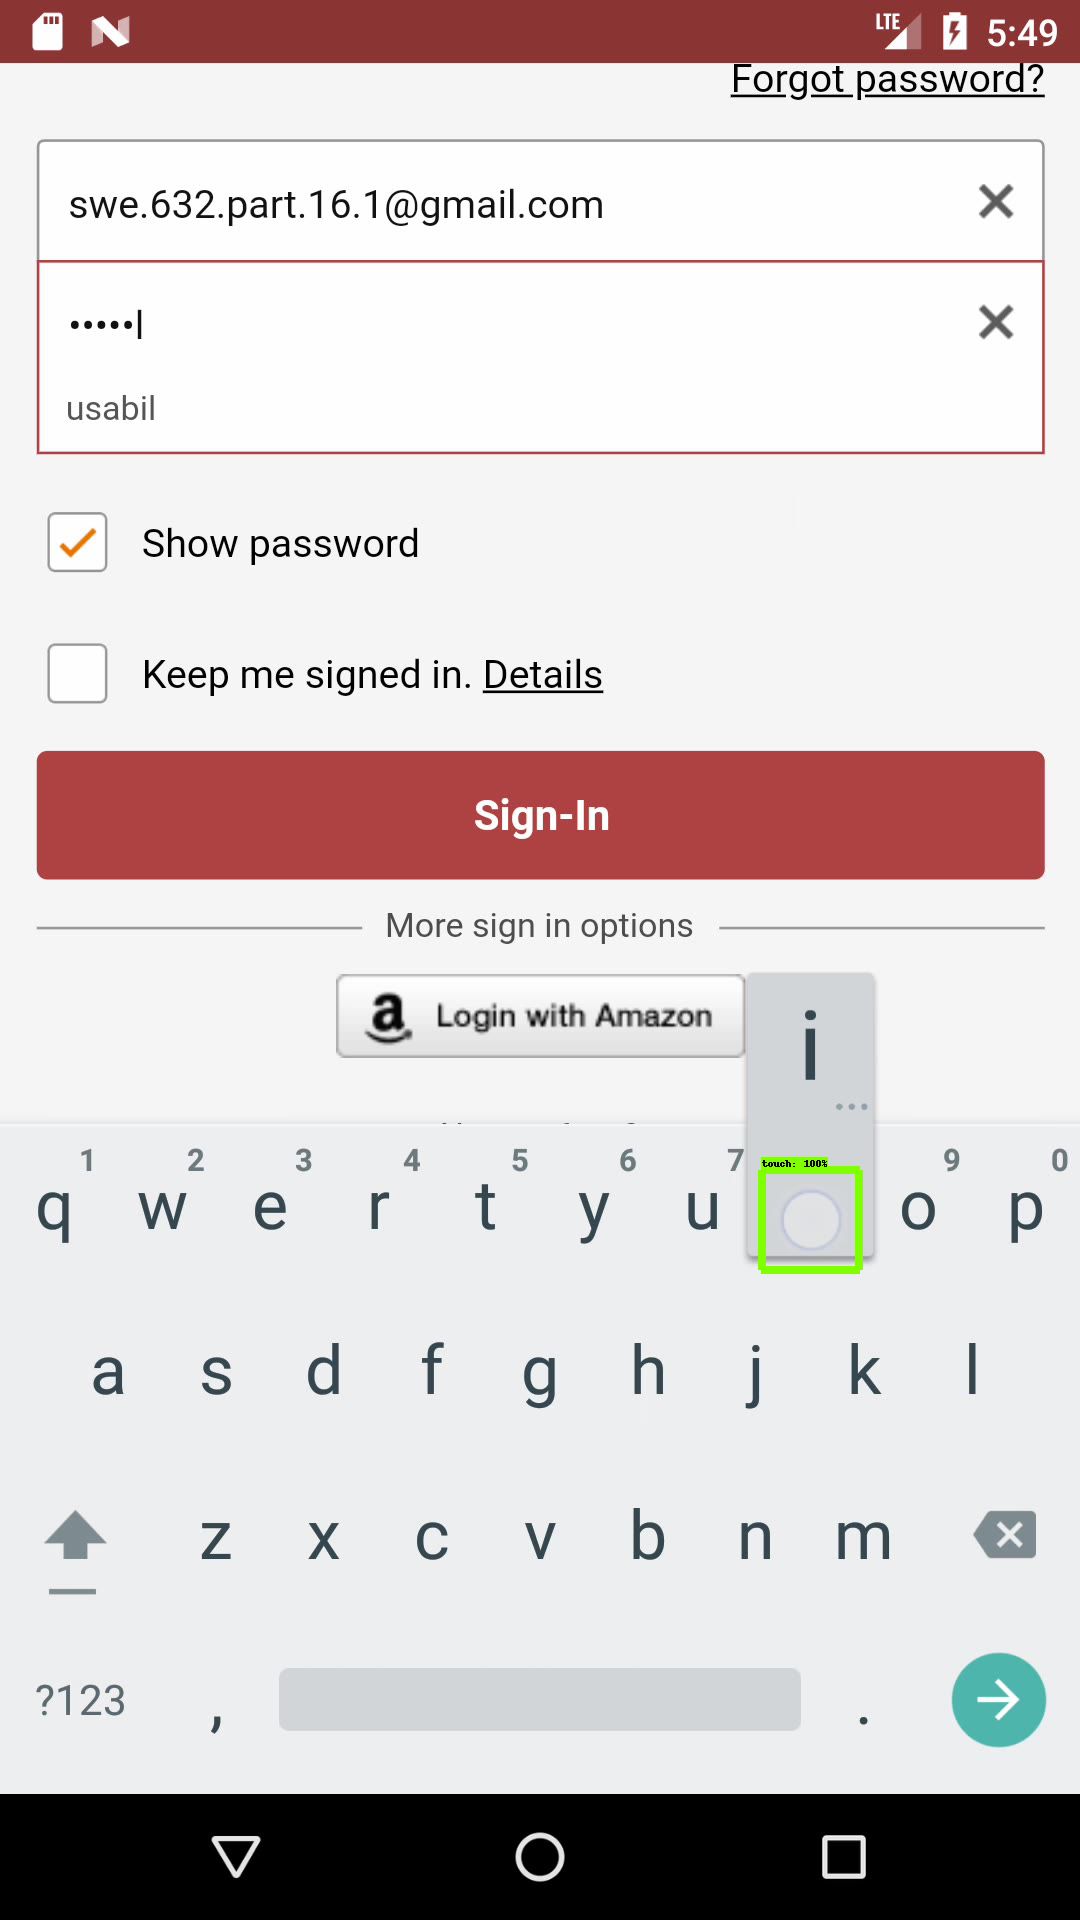 LTE 5:49
Forgot password?
swe.632.part.16.1@gmail.com
•••••
usabil
Show password
Keep me signed in. Details
Sign-In
More sign in options
a Login with Amazon
i
...
touch: 100%
1 2 3 4 5 6 7 9 0
q w e r t y u o p
a s d f g h j k l
z x c v b n m
?123 , .